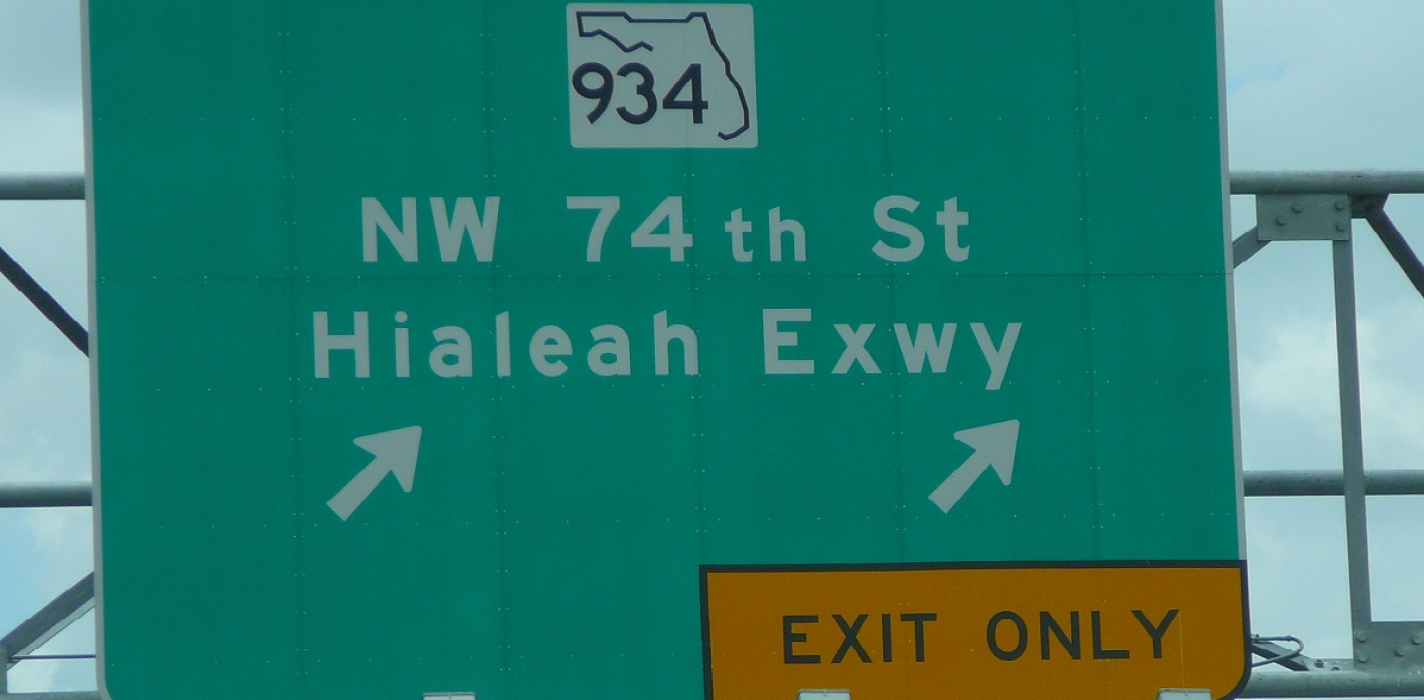 934
NW 74th St
Hialeah Exwy
EXIT ONLY